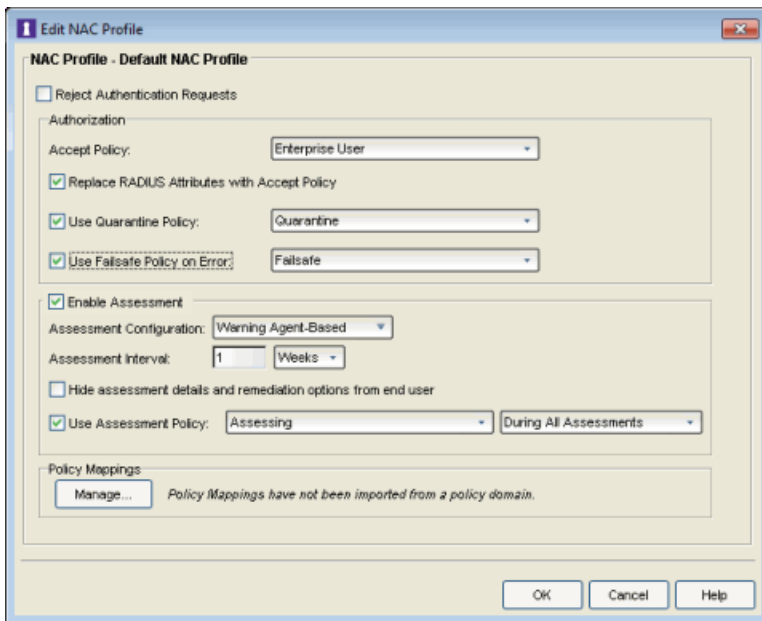 Edit NAC Profile
NAC Profile - Default NAC Profile
Reject Authentication Requests
Authorization
Accept Policy: Enterprise User
Replace RADIUS Attributes with Accept Policy
Use Quarantine Policy: Quarantine
Use Failsafe Policy on Error: Failsafe
Enable Assessment
Assessment Configuration: Warning Agent-Based
Assessment Interval: 1 Weeks
Hide assessment details and remediation options from end user
Use Assessment Policy: Assessing During All Assessments
Policy Mappings
Manage... Policy Mappings have not been imported from a policy domain.
OK Cancel Help